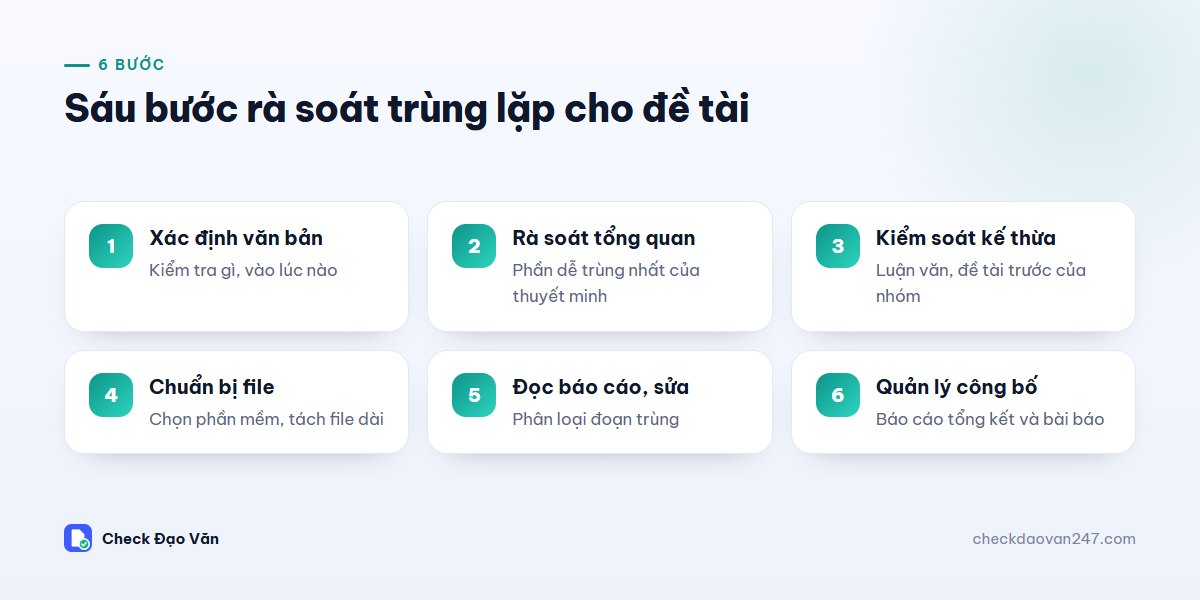 6 BƯỚC
Sáu bước rà soát trùng lặp cho đề tài
1
Xác định văn bản
Kiểm tra gì, vào lúc nào
2
Rà soát tổng quan
Phần dễ trùng nhất của
thuyết minh
3
Kiểm soát kế thừa
Luận văn, đề tài trước của
nhóm
4
Chuẩn bị file
Chọn phần mềm, tách file dài
5
Đọc báo cáo, sửa
Phân loại đoạn trùng
6
Quản lý công bố
Báo cáo tổng kết và bài báo
Check Đạo Văn
checkdaovan247.com